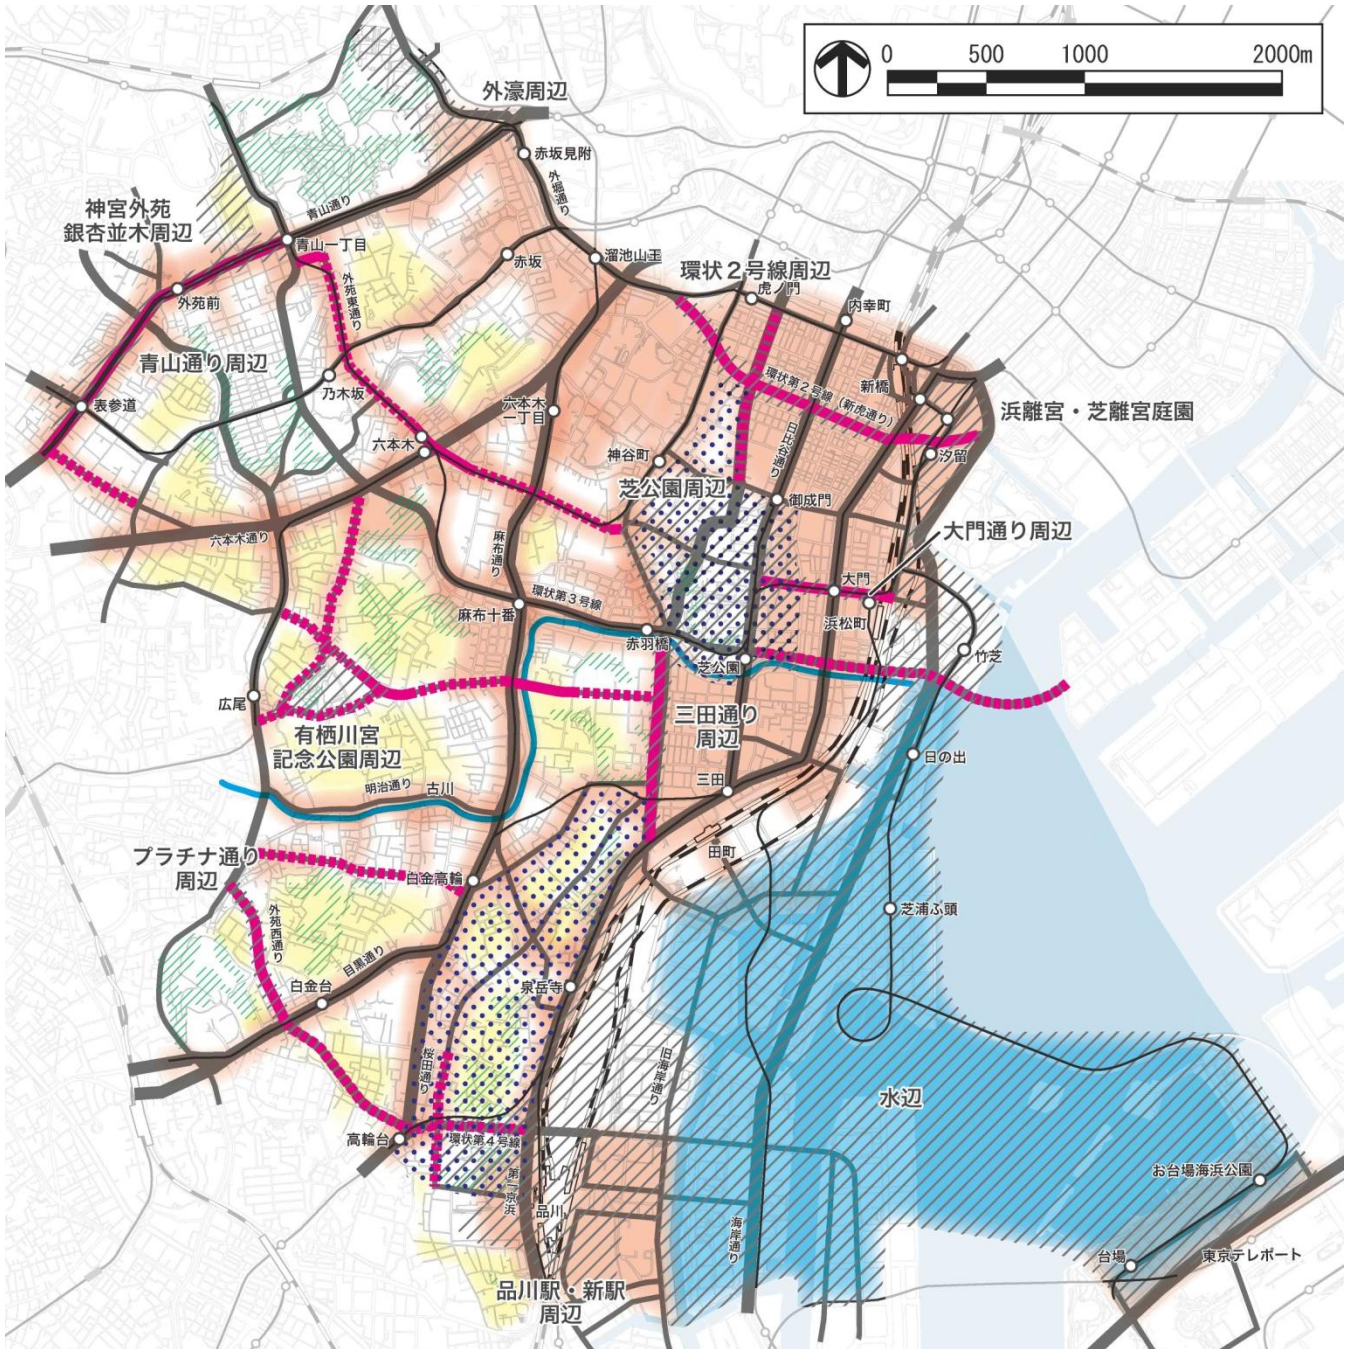 0 500 1000 2000m
外濠周辺
赤坂見附
外堀通り
神宮外苑
銀杏並木周辺
青山通り
青山一丁目
赤坂
溜池山王
環状２号線周辺
虎ノ門
外苑前
外苑東通り
内幸町
青山通り周辺
乃木坂
新橋
環状第２号線（新虎通り）
表参道
六本木
一丁目
浜離宮・芝離宮庭園
六本木
神谷町
日比谷通り
汐留
芝公園周辺
御成門
六本木通り
麻布通り
大門通り周辺
大門
環状第３号線
麻布十番
浜松町
赤羽橋
芝公園
竹芝
広尾
有栖川宮
記念公園周辺
三田通り
周辺
日の出
明治通り
古川
三田
プラチナ通り
周辺
田町
白金高輪
外苑西通り
芝浦ふ頭
目黒通り
白金台
泉岳寺
桜田通り
旧海岸通り
水辺
高輪台
環状第４号線
第一京浜
お台場海浜公園
品川
海岸通り
台場
東京テレポート
品川駅・新駅
周辺